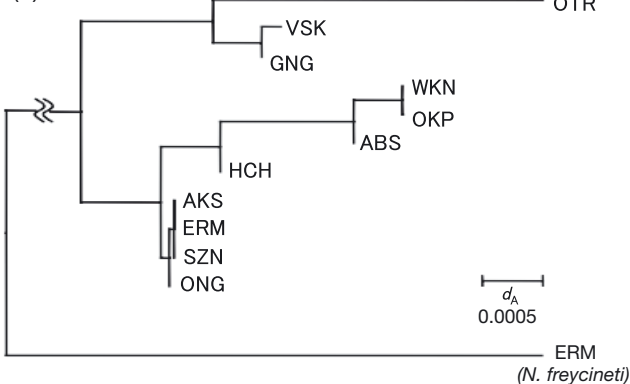 OTR
VSK
GNG
WKN
OKP
ABS
HCH
AKS
ERM
SZN
ONG
dA
0.0005
ERM
(N. freycineti)